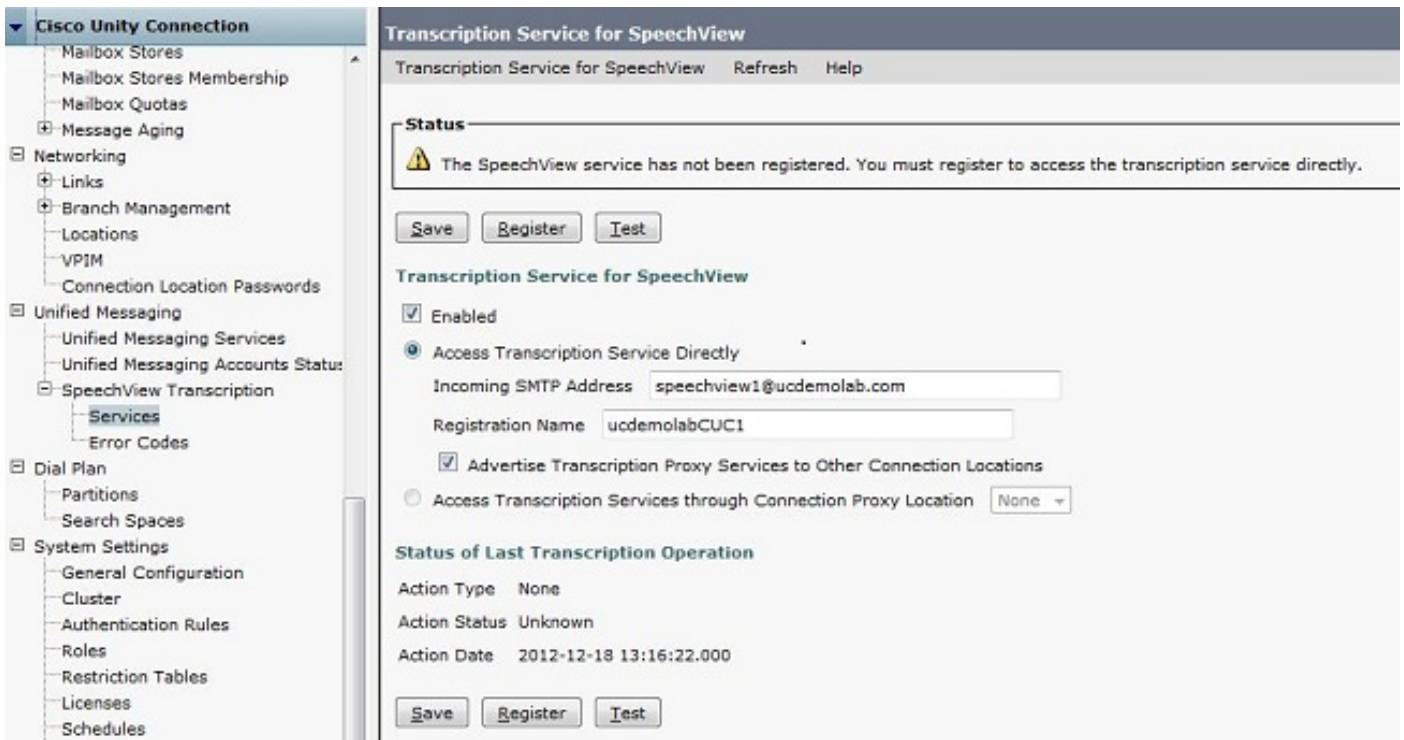 Cisco Unity Connection
Mailbox Stores
Mailbox Stores Membership
Mailbox Quotas
Message Aging
Networking
Links
Branch Management
Locations
VPIM
Connection Location Passwords
Unified Messaging
Unified Messaging Services
Unified Messaging Accounts Status
SpeechView Transcription
Services
Error Codes
Dial Plan
Partitions
Search Spaces
System Settings
General Configuration
Cluster
Authentication Rules
Roles
Restriction Tables
Licenses
Schedules
Transcription Service for SpeechView
Transcription Service for SpeechView Refresh Help
Status
The SpeechView service has not been registered. You must register to access the transcription service directly.
Save Register Test
Transcription Service for SpeechView
Enabled
Access Transcription Service Directly
Incoming SMTP Address speechview1@ucdemolab.com
Registration Name ucdemolabCUC1
Advertise Transcription Proxy Services to Other Connection Locations
Access Transcription Services through Connection Proxy Location None
Status of Last Transcription Operation
Action Type None
Action Status Unknown
Action Date 2012-12-18 13:16:22.000
Save Register Test